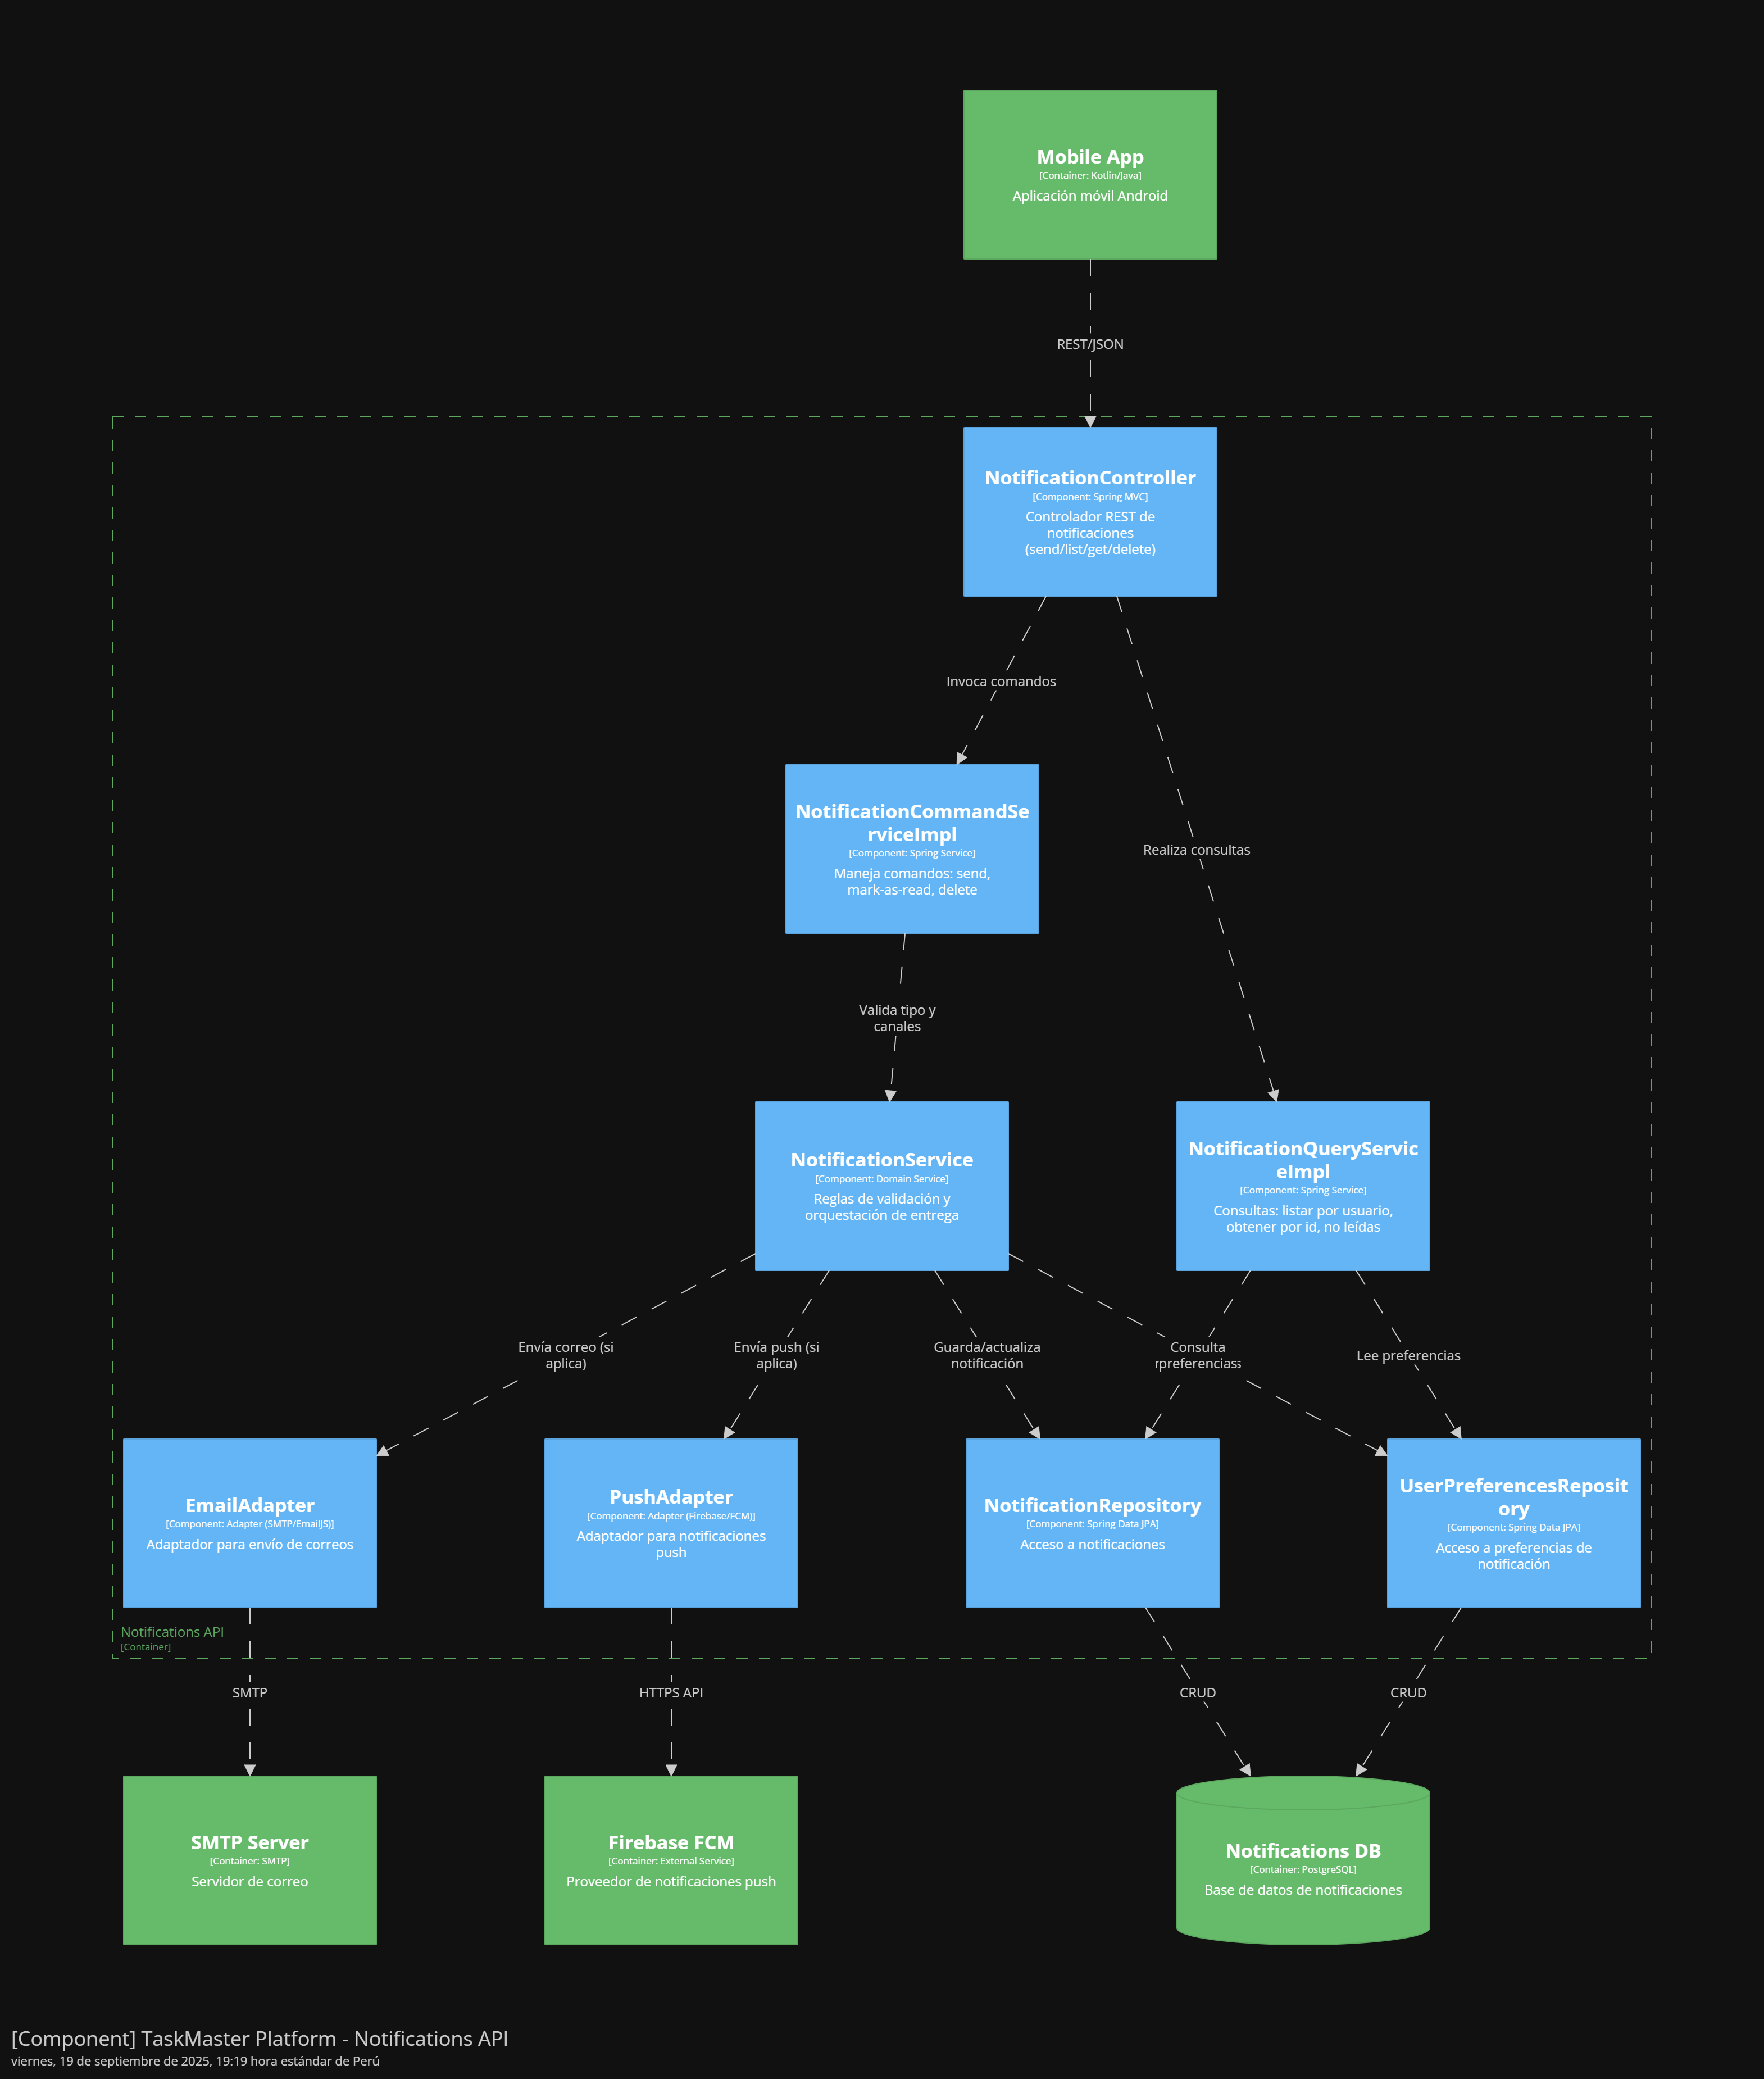 Mobile App
[Container: Kotlin/Java]
Aplicación móvil Android
REST/JSON
NotificationController
[Component: Spring MVC]
Controlador REST de
notificaciones
(send/list/get/delete)
Invoca comandos
Realiza consultas
NotificationCommandSe
rviceImpl
[Component: Spring Service]
Maneja comandos: send,
mark-as-read, delete
Valida tipo y
canales
NotificationService
[Component: Domain Service]
Reglas de validación y
orquestación de entrega
NotificationQueryServic
eImpl
[Component: Spring Service]
Consultas: listar por usuario,
obtener por id, no leídas
Envía correo (si
aplica)
Envía push (si
aplica)
Guarda/actualiza
notificación
Consulta
preferencias
Lee preferencias
EmailAdapter
[Component: Adapter (SMTP/EmailJS)]
Adaptador para envío de correos
PushAdapter
[Component: Adapter (Firebase/FCM)]
Adaptador para notificaciones
push
NotificationRepository
[Component: Spring Data JPA]
Acceso a notificaciones
UserPreferencesReposit
ory
[Component: Spring Data JPA]
Acceso a preferencias de
notificación
Notifications API
[Container]
SMTP
HTTPS API
CRUD
CRUD
SMTP Server
[Container: SMTP]
Servidor de correo
Firebase FCM
[Container: External Service]
Proveedor de notificaciones push
Notifications DB
[Container: PostgreSQL]
Base de datos de notificaciones
[Component] TaskMaster Platform - Notifications API
viernes, 19 de septiembre de 2025, 19:19 hora estándar de Perú